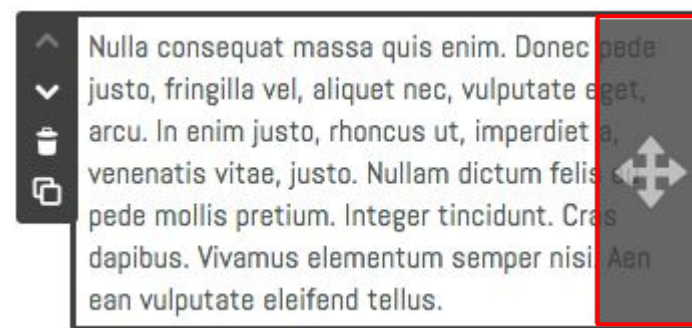 Nulla consequat massa quis enim. Donec pede
justo, fringilla vel, aliquet nec, vulputate eget,
arcu. In enim justo, rhoncus ut, imperdiet a,
venenatis vitae, justo. Nullam dictum felis
pede mollis pretium. Integer tincidunt. Cras
dapibus. Vivamus elementum semper nisi. Aen
ean vulputate eleifend tellus.